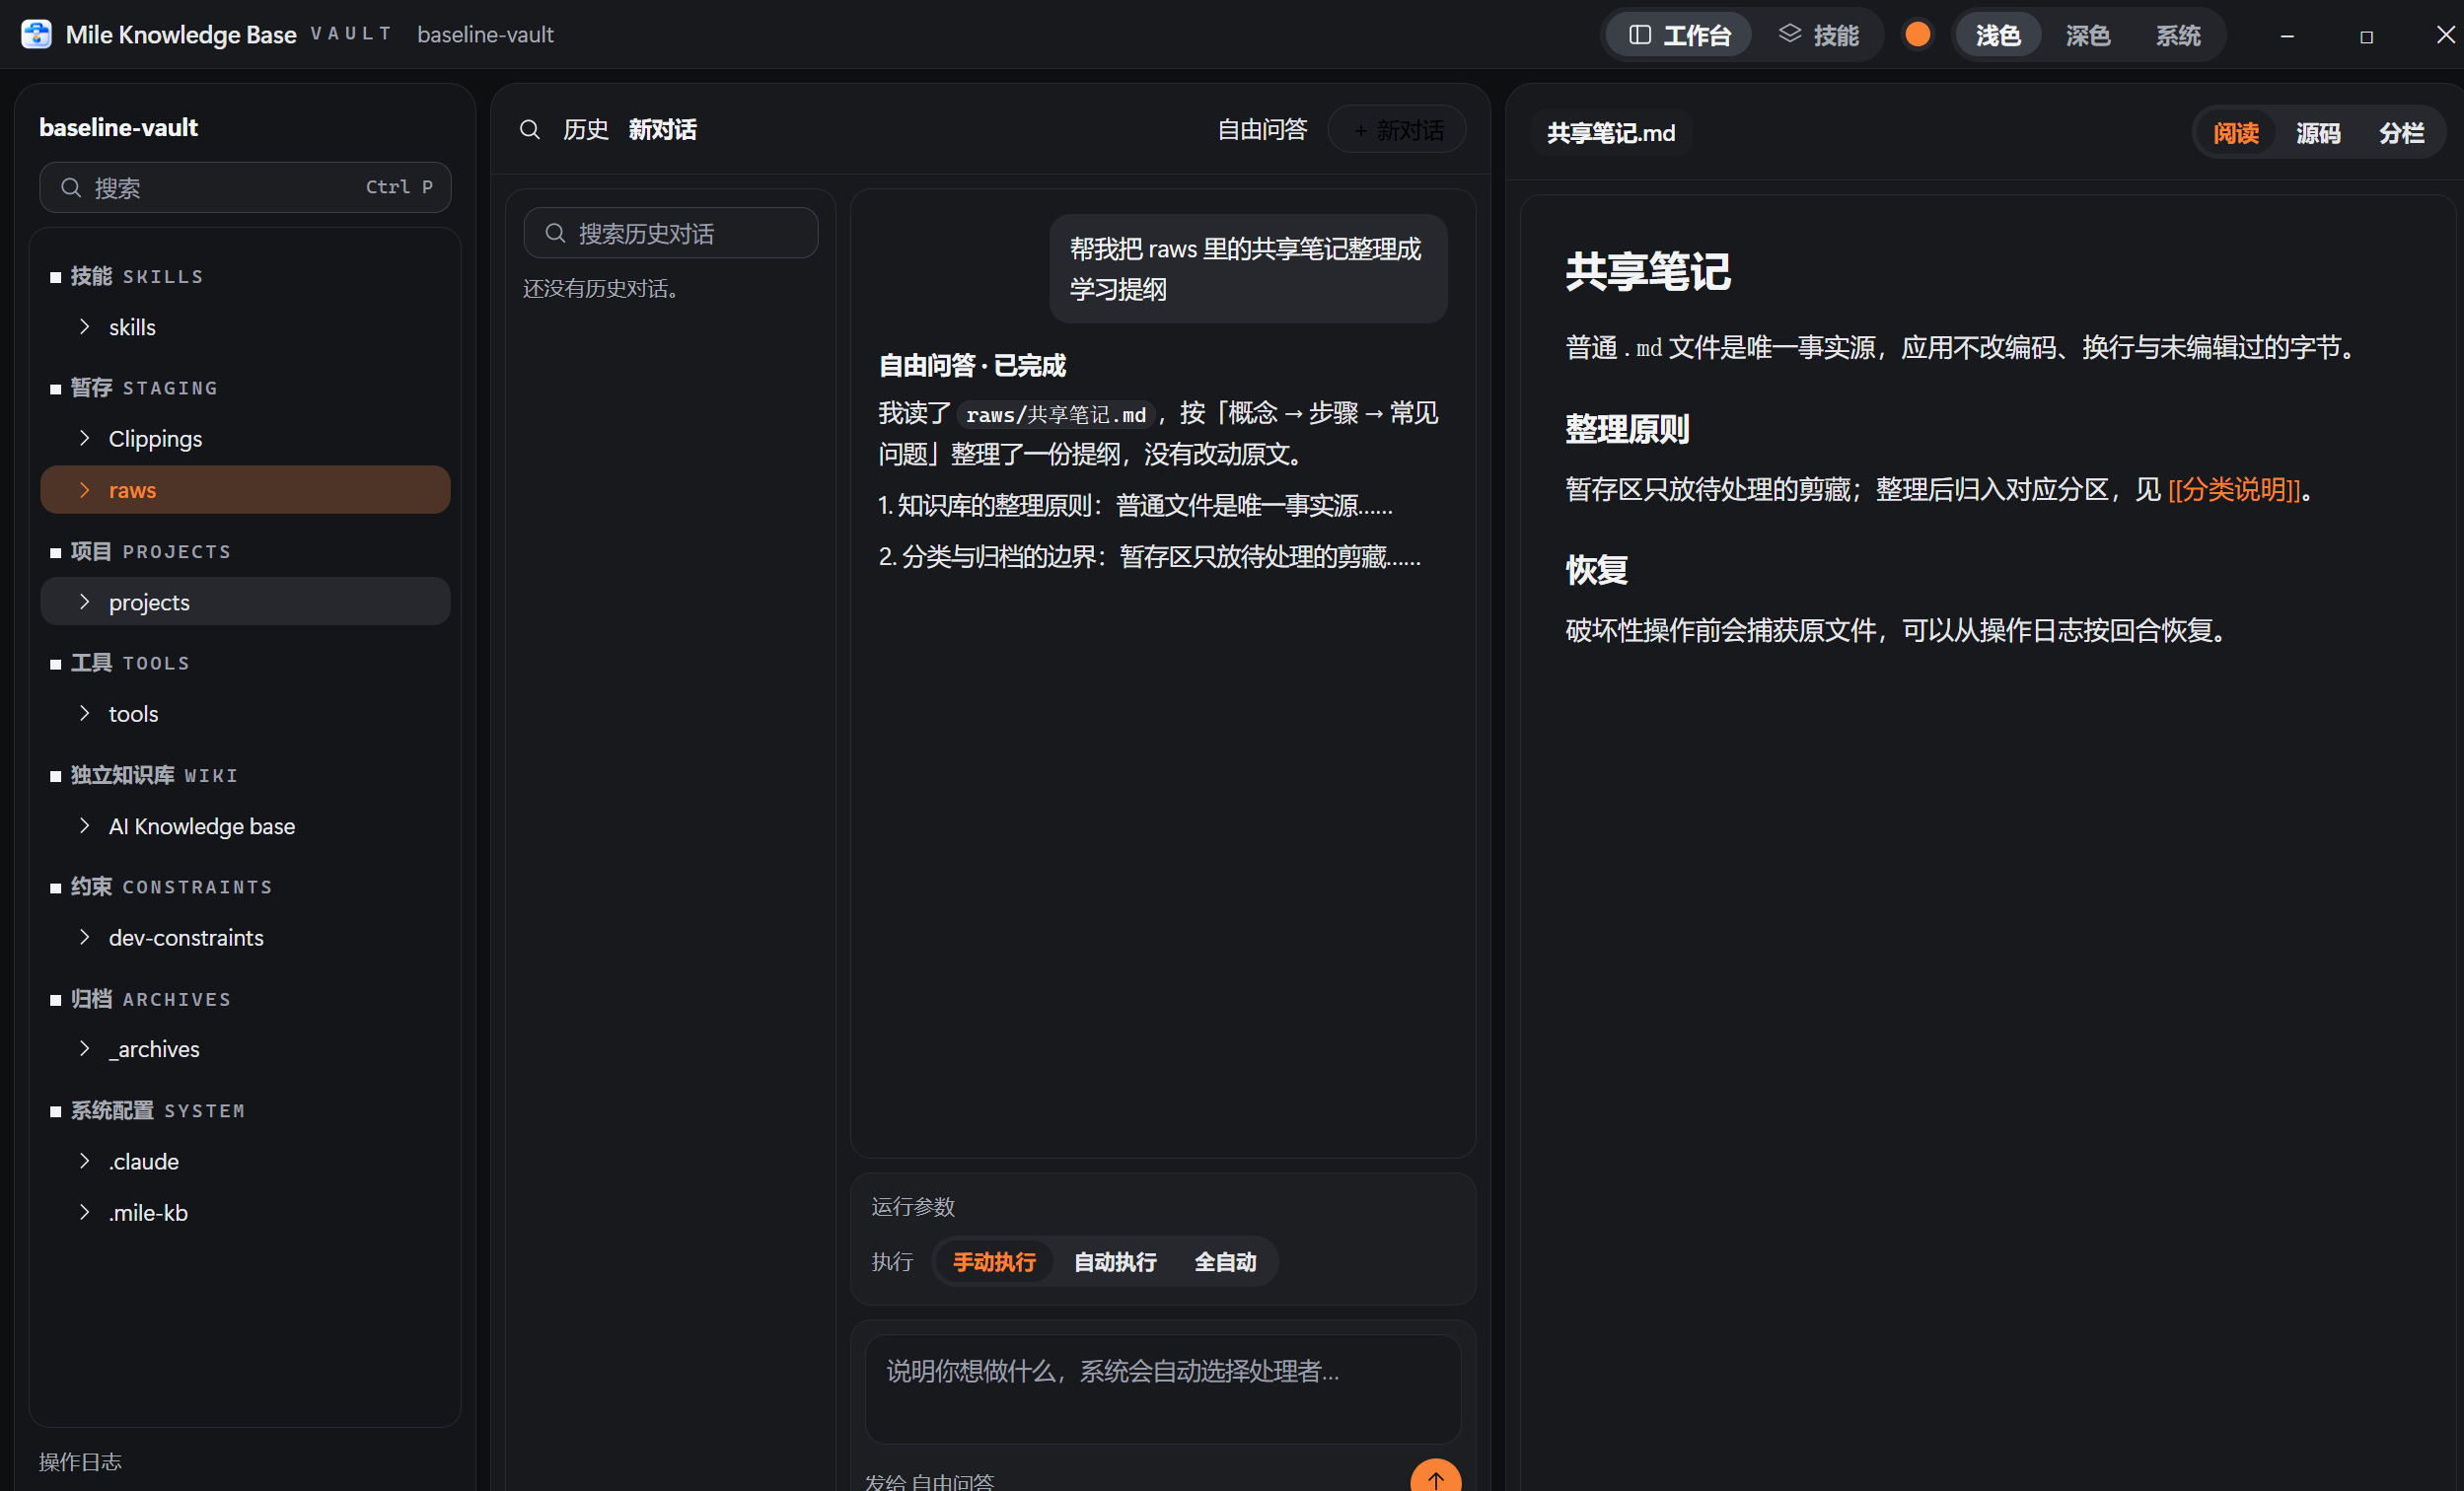 Mile Knowledge Base VAULT baseline-vault
工作台 技能 浅色 深色 系统
baseline-vault
搜索 Ctrl P
技能 SKILLS
skills
暂存 STAGING
Clippings
raws
项目 PROJECTS
projects
工具 TOOLS
tools
独立知识库 WIKI
AI Knowledge base
约束 CONSTRAINTS
dev-constraints
归档 ARCHIVES
_archives
系统配置 SYSTEM
.claude
.mile-kb
操作日志
历史 新对话 自由问答 + 新对话
搜索历史对话
还没有历史对话。
帮我把 raws 里的共享笔记整理成
学习提纲
自由问答 · 已完成
我读了 raws/共享笔记.md，按「概念 → 步骤 → 常见
问题」整理了一份提纲，没有改动原文。
1. 知识库的整理原则：普通文件是唯一事实源……
2. 分类与归档的边界：暂存区只放待处理的剪藏……
运行参数
执行 手动执行 自动执行 全自动
说明你想做什么，系统会自动选择处理者...
发给 自由问答
共享笔记.md 阅读 源码 分栏
共享笔记
普通 .md 文件是唯一事实源，应用不改编码、换行与未编辑过的字节。
整理原则
暂存区只放待处理的剪藏；整理后归入对应分区，见 [[分类说明]]。
恢复
破坏性操作前会捕获原文件，可以从操作日志按回合恢复。